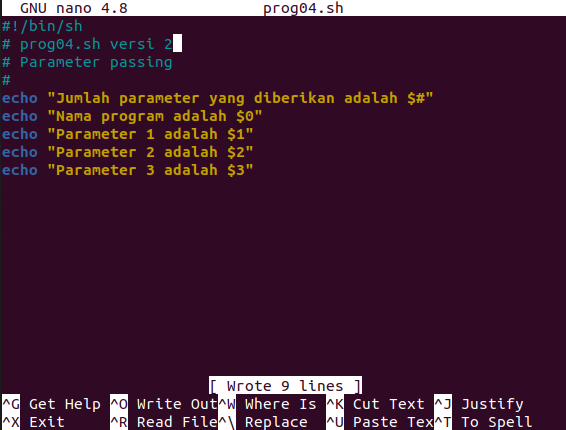 GNU nano 4.8 prog04.sh
#!/bin/sh
# prog04.sh versi 2
# Parameter passing
#
echo "Jumlah parameter yang diberikan adalah $#"
echo "Nama program adalah $0"
echo "Parameter 1 adalah $1"
echo "Parameter 2 adalah $2"
echo "Parameter 3 adalah $3"
[ Wrote 9 lines ]
^G Get Help ^O Write Out^W Where Is ^K Cut Text ^J Justify
^X Exit ^R Read File^\ Replace ^U Paste Tex^T To Spell